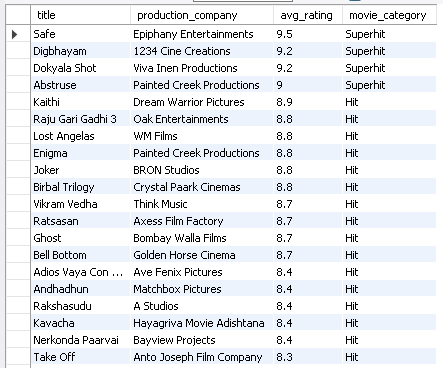 title production_company avg_rating movie_category
Safe Epiphany Entertainments 9.5 Superhit
Digbhayam 1234 Cine Creations 9.2 Superhit
Dokyala Shot Viva Inen Productions 9.2 Superhit
Abstruse Painted Creek Productions 9 Superhit
Kaithi Dream Warrior Pictures 8.9 Hit
Raju Gari Gadhi 3 Oak Entertainments 8.8 Hit
Lost Angelas WM Films 8.8 Hit
Enigma Painted Creek Productions 8.8 Hit
Joker BRON Studios 8.8 Hit
Birbal Trilogy Crystal Paark Cinemas 8.8 Hit
Vikram Vedha Think Music 8.7 Hit
Ratsasan Axess Film Factory 8.7 Hit
Ghost Bombay Walla Films 8.7 Hit
Bell Bottom Golden Horse Cinema 8.7 Hit
Adios Vaya Con ... Ave Fenix Pictures 8.4 Hit
Andhadhun Matchbox Pictures 8.4 Hit
Rakshasudu A Studios 8.4 Hit
Kavacha Hayagriva Movie Adishtana 8.4 Hit
Nerkonda Paarvai Bayview Projects 8.4 Hit
Take Off Anto Joseph Film Company 8.3 Hit